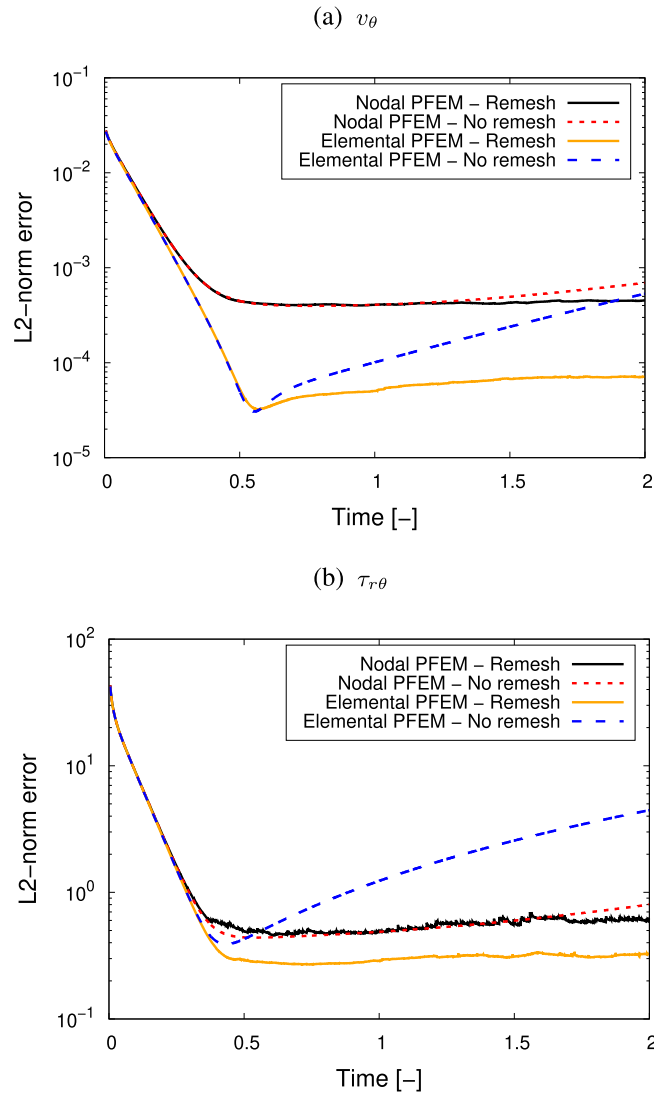 (a) v_θ
L2−norm error
10^−1
10^−2
10^−3
10^−4
10^−5
Nodal PFEM − Remesh
Nodal PFEM − No remesh
Elemental PFEM − Remesh
Elemental PFEM − No remesh
0 0.5 1 1.5 2
Time [−]
(b) τ_rθ
L2−norm error
10^2
10^1
10^0
10^−1
Nodal PFEM − Remesh
Nodal PFEM − No remesh
Elemental PFEM − Remesh
Elemental PFEM − No remesh
0 0.5 1 1.5 2
Time [−]